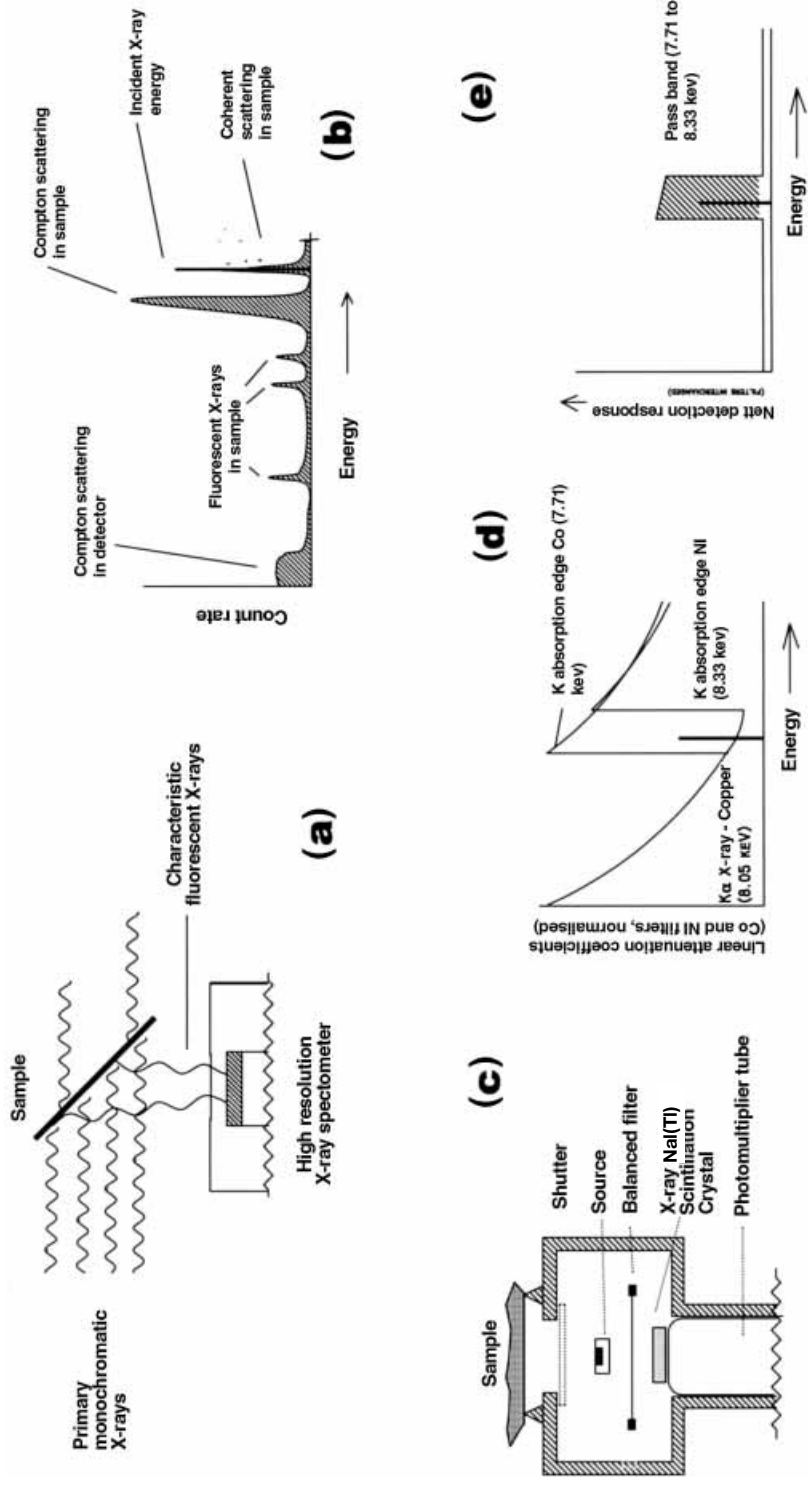 Primary
monochromatic
X-rays
Sample
Characteristic
fluorescent X-rays
High resolution
X-ray spectometer
(a)
Count rate
Compton scattering
in detector
Fluorescent X-rays
in sample
Compton scattering
in sample
Incident X-ray
energy
Coherent
scattering
in sample
Energy
(b)
Sample
Shutter
Source
Balanced filter
X-ray NaI(Tl)
Scintillation
Crystal
Photomultiplier tube
(c)
Linear attenuation coefficients
(Co and NI filters, normalised)
K absorption edge Co (7.71
kev)
K absorption edge NI
(8.33 kev)
Kα X-ray - Copper
(8.05 KEV)
Energy
(d)
Nett detection response
(FILTERS INTERCHANGED)
Pass band (7.71 to
8.33 kev)
Energy
(e)